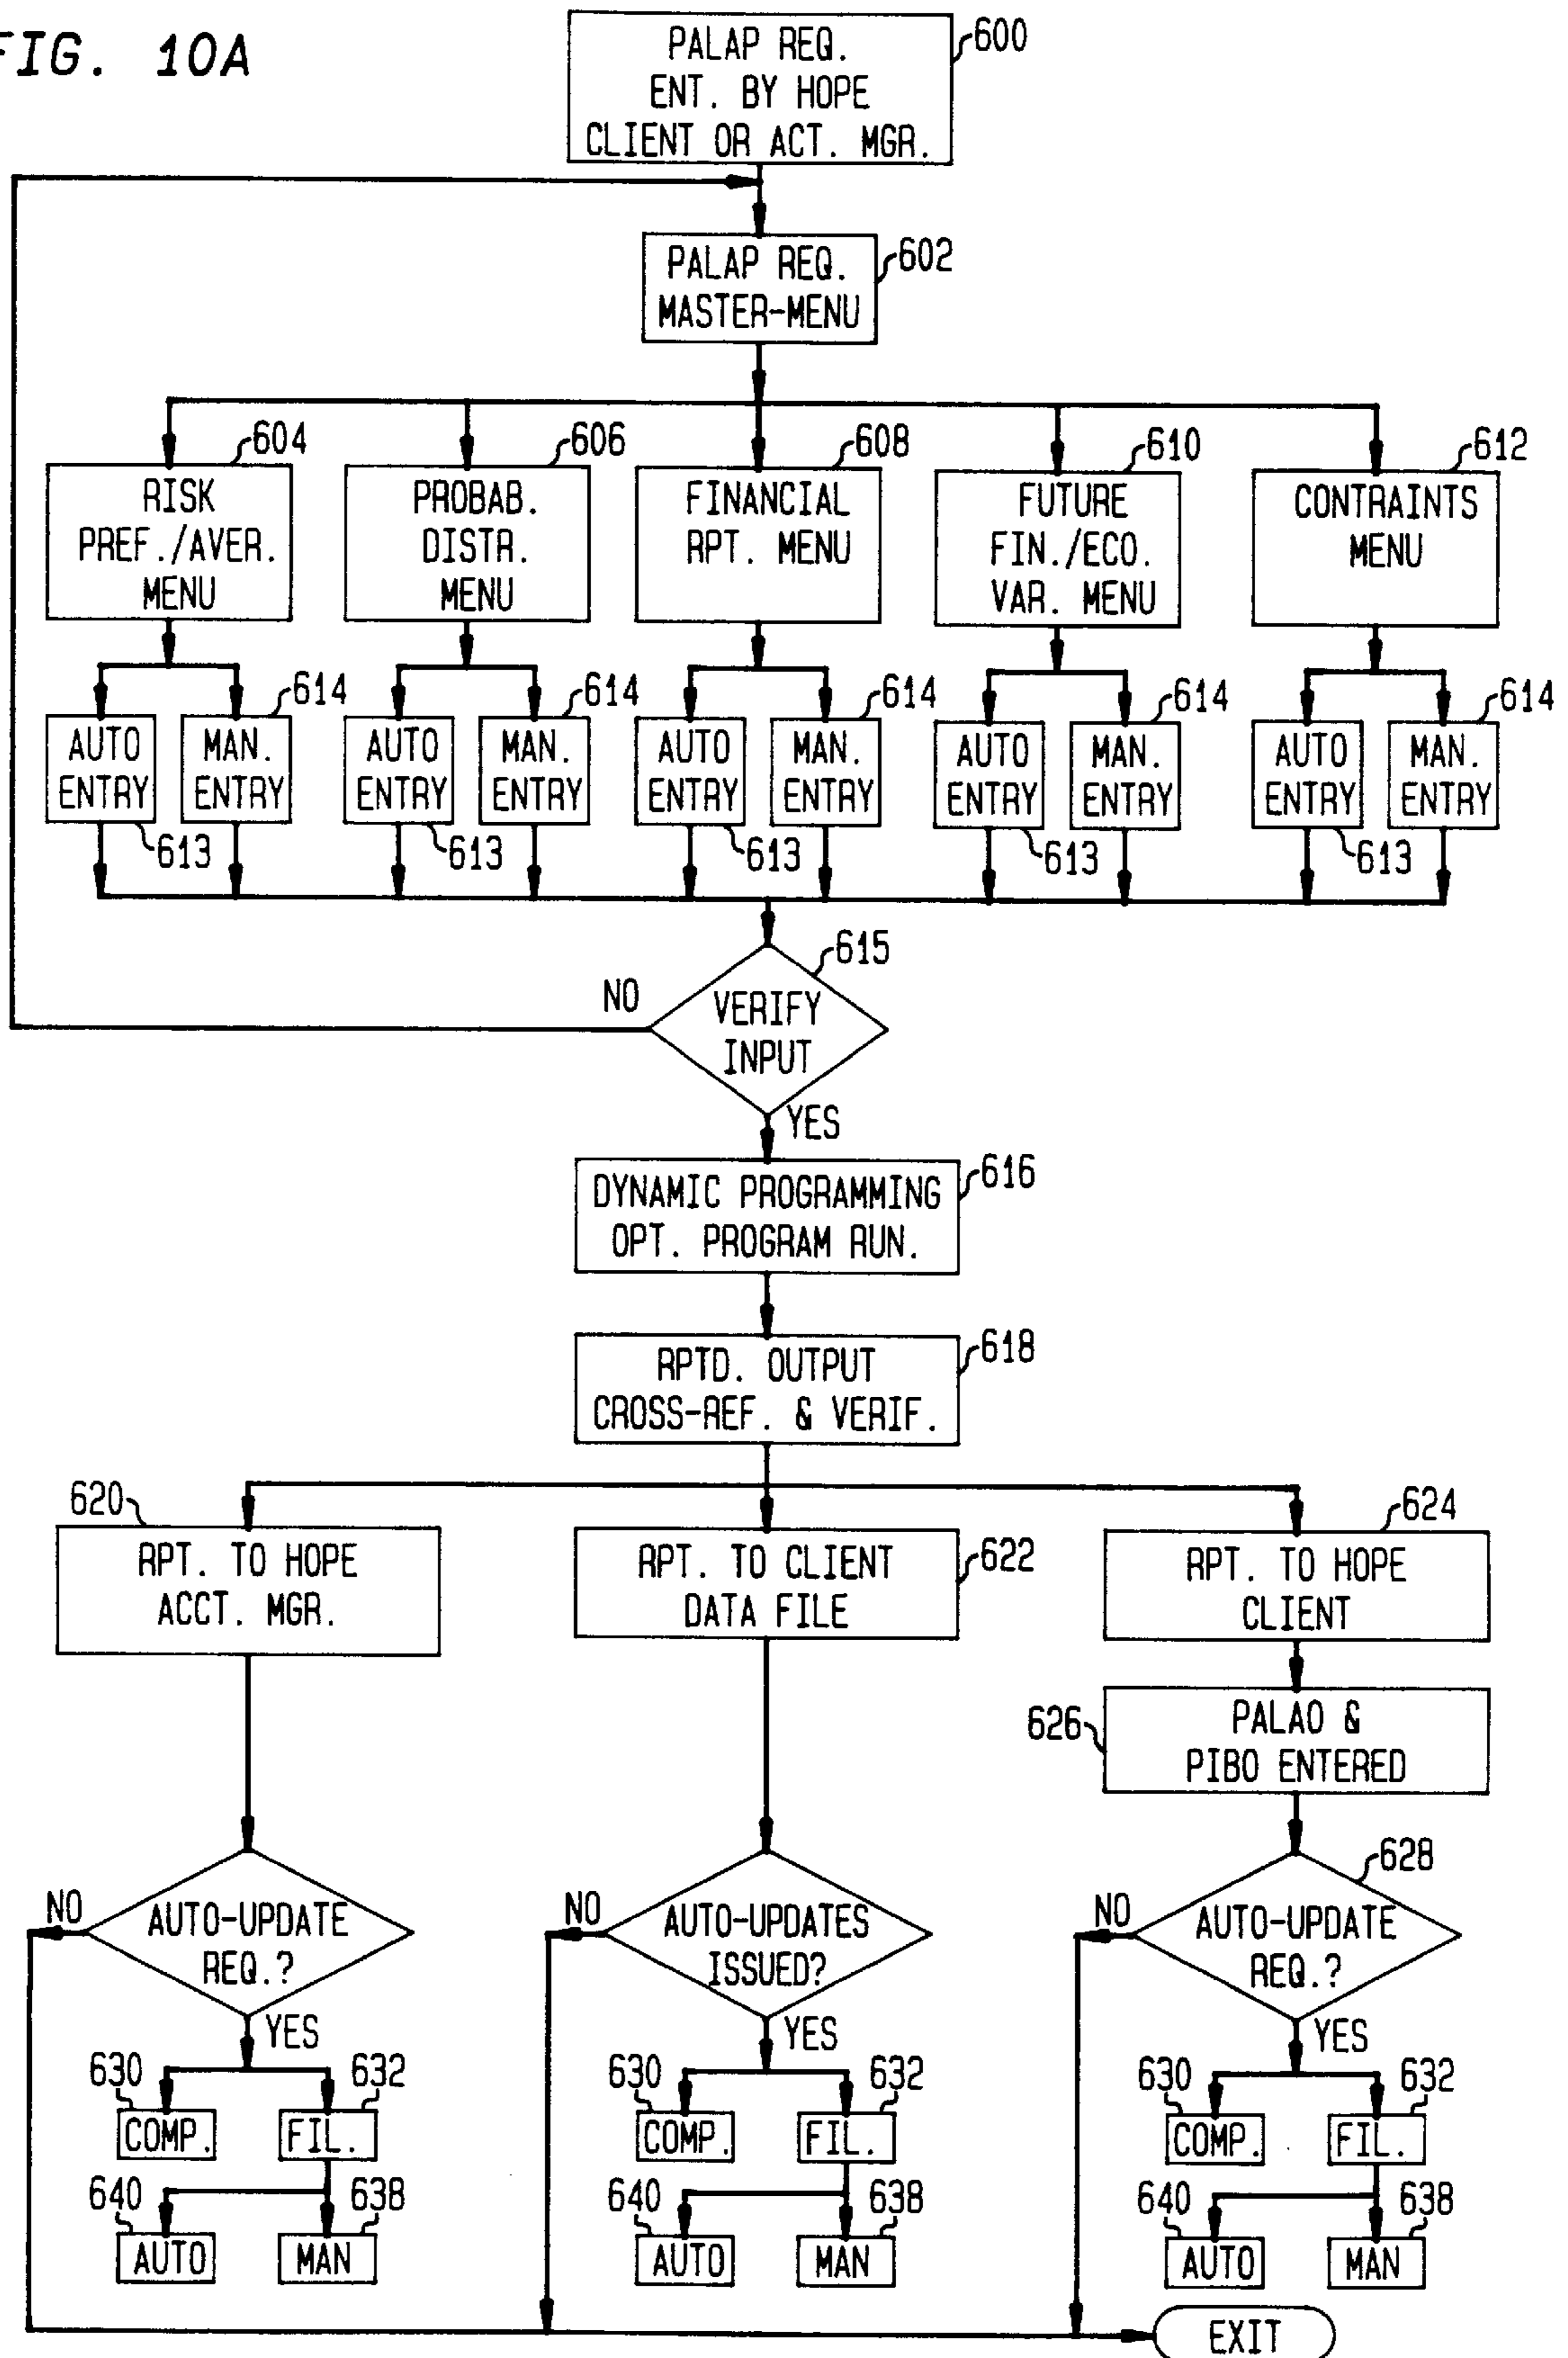 FIG. 10A
PALAP REQ.
ENT. BY HOPE
CLIENT OR ACT. MGR.
600
PALAP REQ.
MASTER-MENU
602
604
606
608
610
612
RISK
PREF./AVER.
MENU
PROBAB.
DISTR.
MENU
FINANCIAL
RPT. MENU
FUTURE
FIN./ECO.
VAR. MENU
CONTRAINTS
MENU
614
614
614
614
614
AUTO
ENTRY
MAN.
ENTRY
AUTO
ENTRY
MAN.
ENTRY
AUTO
ENTRY
MAN.
ENTRY
AUTO
ENTRY
MAN.
ENTRY
AUTO
ENTRY
MAN.
ENTRY
613
613
613
613
613
615
NO
VERIFY
INPUT
YES
DYNAMIC PROGRAMMING
OPT. PROGRAM RUN.
616
RPTD. OUTPUT
CROSS-REF. & VERIF.
618
620
RPT. TO HOPE
ACCT. MGR.
RPT. TO CLIENT
DATA FILE
622
624
RPT. TO HOPE
CLIENT
626
PALAO &
PIBO ENTERED
628
NO
AUTO-UPDATE
REQ.?
YES
NO
AUTO-UPDATES
ISSUED?
YES
NO
AUTO-UPDATE
REQ.?
YES
630
632
630
632
630
632
COMP.
FIL.
COMP.
FIL.
COMP.
FIL.
640
638
640
638
640
638
AUTO
MAN
AUTO
MAN
AUTO
MAN
EXIT